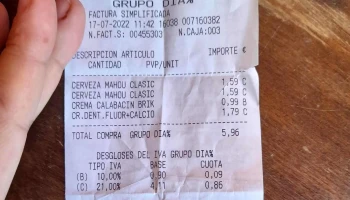 GRUPO DIA%
FACTURA SIMPLIFICADA
17-07-2022 11:42 16038 007160382
N.FACT.S: 00455303 N.CAJA:003
DESCRIPCION ARTICULO IMPORTE €
CANTIDAD PVP/UNIT
CERVEZA MAHOU CLASIC 1,59 C
CERVEZA MAHOU CLASIC 1,59 C
CREMA CALABACIN BRIK 0,99 B
CR.DENT.FLUOR+CALCIO 1,79 C
TOTAL COMPRA GRUPO DIA% 5,96
DESGLOSES DEL IVA GRUPO DIA%
TIPO IVA BASE CUOTA
(B) 10,00% 0,90 0,09
(C) 21,00% 4,11 0,86